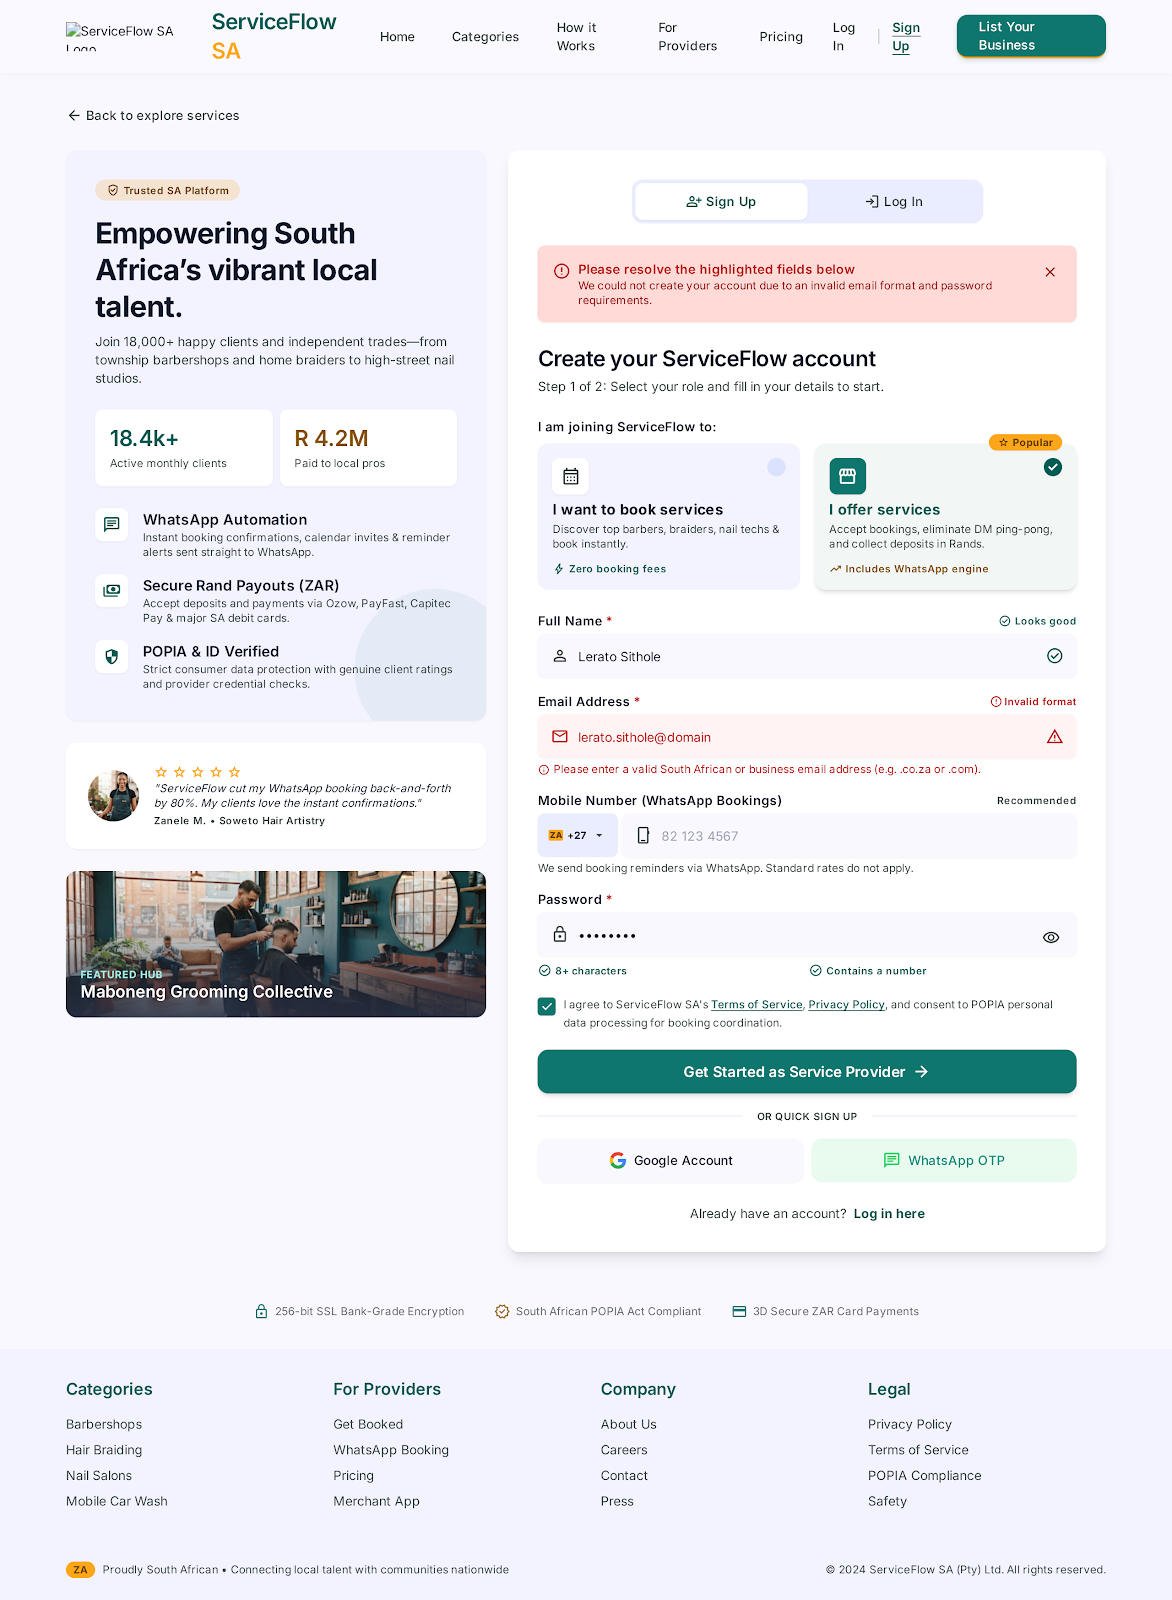 ServiceFlow SA
Logo
ServiceFlow
SA
Home
Categories
How it
Works
For
Providers
Pricing
Log
In
Sign
Up
List Your
Business
Back to explore services
Trusted SA Platform
Empowering South
Africa’s vibrant local
talent.
Join 18,000+ happy clients and independent trades—from
township barbershops and home braiders to high-street nail
studios.
18.4k+
Active monthly clients
R 4.2M
Paid to local pros
WhatsApp Automation
Instant booking confirmations, calendar invites & reminder
alerts sent straight to WhatsApp.
Secure Rand Payouts (ZAR)
Accept deposits and payments via Ozow, PayFast, Capitec
Pay & major SA debit cards.
POPIA & ID Verified
Strict consumer data protection with genuine client ratings
and provider credential checks.
"ServiceFlow cut my WhatsApp booking back-and-forth
by 80%. My clients love the instant confirmations."
Zanele M. • Soweto Hair Artistry
FEATURED HUB
Maboneng Grooming Collective
Sign Up
Log In
Please resolve the highlighted fields below
We could not create your account due to an invalid email format and password
requirements.
Create your ServiceFlow account
Step 1 of 2: Select your role and fill in your details to start.
I am joining ServiceFlow to:
I want to book services
Discover top barbers, braiders, nail techs &
book instantly.
Zero booking fees
Popular
I offer services
Accept bookings, eliminate DM ping-pong,
and collect deposits in Rands.
Includes WhatsApp engine
Full Name *
Looks good
Lerato Sithole
Email Address *
Invalid format
lerato.sithole@domain
Please enter a valid South African or business email address (e.g. .co.za or .com).
Mobile Number (WhatsApp Bookings)
Recommended
ZA +27
82 123 4567
We send booking reminders via WhatsApp. Standard rates do not apply.
Password *
••••••••
8+ characters
Contains a number
I agree to ServiceFlow SA's Terms of Service, Privacy Policy, and consent to POPIA personal
data processing for booking coordination.
Get Started as Service Provider
OR QUICK SIGN UP
Google Account
WhatsApp OTP
Already have an account? Log in here
256-bit SSL Bank-Grade Encryption
South African POPIA Act Compliant
3D Secure ZAR Card Payments
Categories
Barbershops
Hair Braiding
Nail Salons
Mobile Car Wash
For Providers
Get Booked
WhatsApp Booking
Pricing
Merchant App
Company
About Us
Careers
Contact
Press
Legal
Privacy Policy
Terms of Service
POPIA Compliance
Safety
ZA
Proudly South African • Connecting local talent with communities nationwide
© 2024 ServiceFlow SA (Pty) Ltd. All rights reserved.